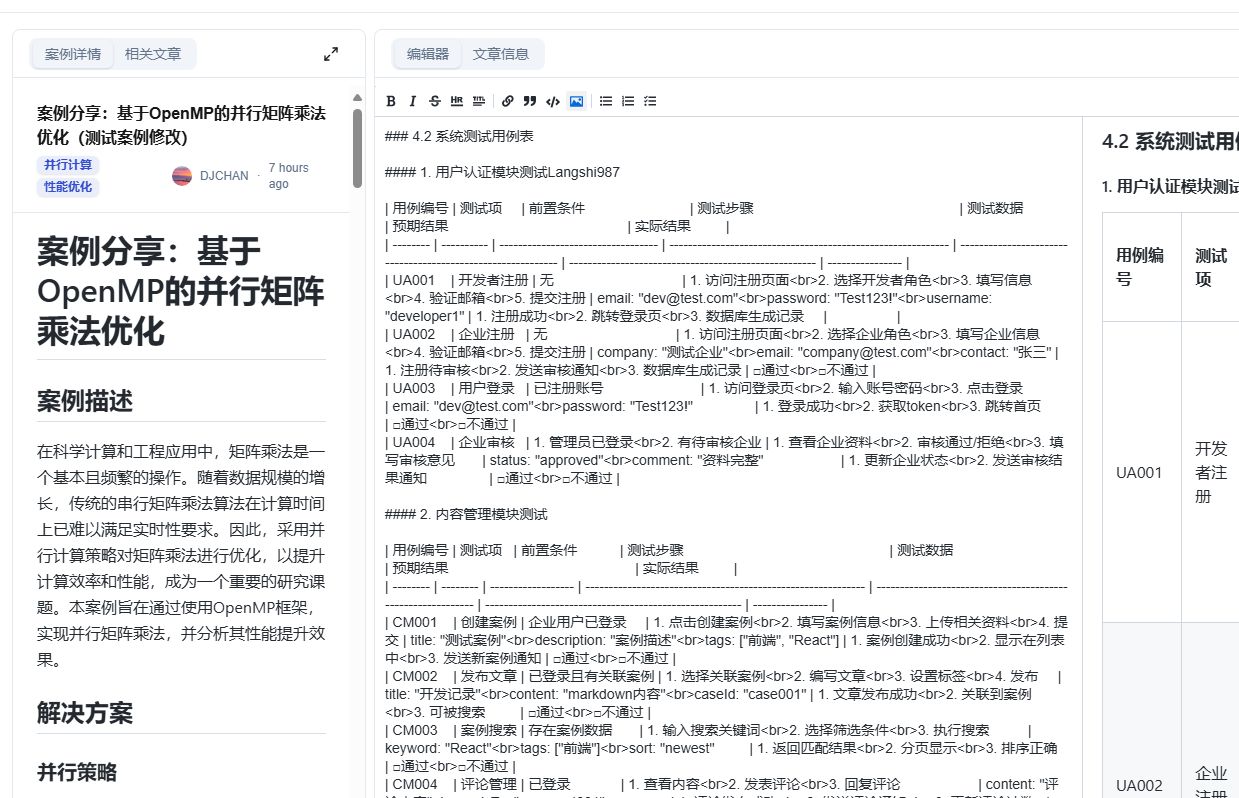 案例详情 相关文章
案例分享：基于OpenMP的并行矩阵乘法
优化（测试案例修改）
并行计算
性能优化
DJCHAN · 7 hours
ago
案例分享：基于
OpenMP的并行矩阵
乘法优化
案例描述
在科学计算和工程应用中，矩阵乘法是一
个基本且频繁的操作。随着数据规模的增
长，传统的串行矩阵乘法算法在计算时间
上已难以满足实时性要求。因此，采用并
行计算策略对矩阵乘法进行优化，以提升
计算效率和性能，成为一个重要的研究课
题。本案例旨在通过使用OpenMP框架，
实现并行矩阵乘法，并分析其性能提升效
果。
解决方案
并行策略
编辑器 文章信息
B I S HR TITL
### 4.2 系统测试用例表
#### 1. 用户认证模块测试Langshi987
| 用例编号 | 测试项 | 前置条件 | 测试步骤 | 测试数据
| 预期结果 | 实际结果 |
| -------- | ---------- | ---------------------------------- | ------------------------------------------------------------ | -----------------------
------------------------------------- | ----------------------------------------------------- | ---------------- |
| UA001 | 开发者注册 | 无 | 1. 访问注册页面<br>2. 选择开发者角色<br>3. 填写信息
<br>4. 验证邮箱<br>5. 提交注册 | email: "dev@test.com"<br>password: "Test123!"<br>username:
"developer1" | 1. 注册成功<br>2. 跳转登录页<br>3. 数据库生成记录 | |
| UA002 | 企业注册 | 无 | 1. 访问注册页面<br>2. 选择企业角色<br>3. 填写企业信息
<br>4. 验证邮箱<br>5. 提交注册 | company: "测试企业"<br>email: "company@test.com"<br>contact: "张三" |
1. 注册待审核<br>2. 发送审核通知<br>3. 数据库生成记录 | □通过<br>□不通过 |
| UA003 | 用户登录 | 已注册账号 | 1. 访问登录页<br>2. 输入账号密码<br>3. 点击登录
| email: "dev@test.com"<br>password: "Test123!" | 1. 登录成功<br>2. 获取token<br>3. 跳转首页
| □通过<br>□不通过 |
| UA004 | 企业审核 | 1. 管理员已登录<br>2. 有待审核企业 | 1. 查看企业资料<br>2. 审核通过/拒绝<br>3. 填
写审核意见 | status: "approved"<br>comment: "资料完整" | 1. 更新企业状态<br>2. 发送审核结
果通知 | □通过<br>□不通过 |
#### 2. 内容管理模块测试
| 用例编号 | 测试项 | 前置条件 | 测试步骤 | 测试数据
| 预期结果 | 实际结果 |
| -------- | -------- | ------------------- | ------------------------------------------------------------ | -----------------------------------------
------------------- | ------------------------------------------------------- | ---------------- |
| CM001 | 创建案例 | 企业用户已登录 | 1. 点击创建案例<br>2. 填写案例信息<br>3. 上传相关资料<br>4. 提
交 | title: "测试案例"<br>description: "案例描述"<br>tags: ["前端", "React"] | 1. 案例创建成功<br>2. 显示在列表
中<br>3. 发送新案例通知 | □通过<br>□不通过 |
| CM002 | 发布文章 | 已登录且有关联案例 | 1. 选择关联案例<br>2. 编写文章<br>3. 设置标签<br>4. 发布 |
title: "开发记录"<br>content: "markdown内容"<br>caseId: "case001" | 1. 文章发布成功<br>2. 关联到案例
<br>3. 可被搜索 | □通过<br>□不通过 |
| CM003 | 案例搜索 | 存在案例数据 | 1. 输入搜索关键词<br>2. 选择筛选条件<br>3. 执行搜索 |
keyword: "React"<br>tags: ["前端"]<br>sort: "newest" | 1. 返回匹配结果<br>2. 分页显示<br>3. 排序正确
| □通过<br>□不通过 |
| CM004 | 评论管理 | 已登录 | 1. 查看内容<br>2. 发表评论<br>3. 回复评论 | content: "评
4.2 系统测试用
1. 用户认证模块测试
用例编
号
测试
项
UA001
开发
者注
册
UA002
企业
注册